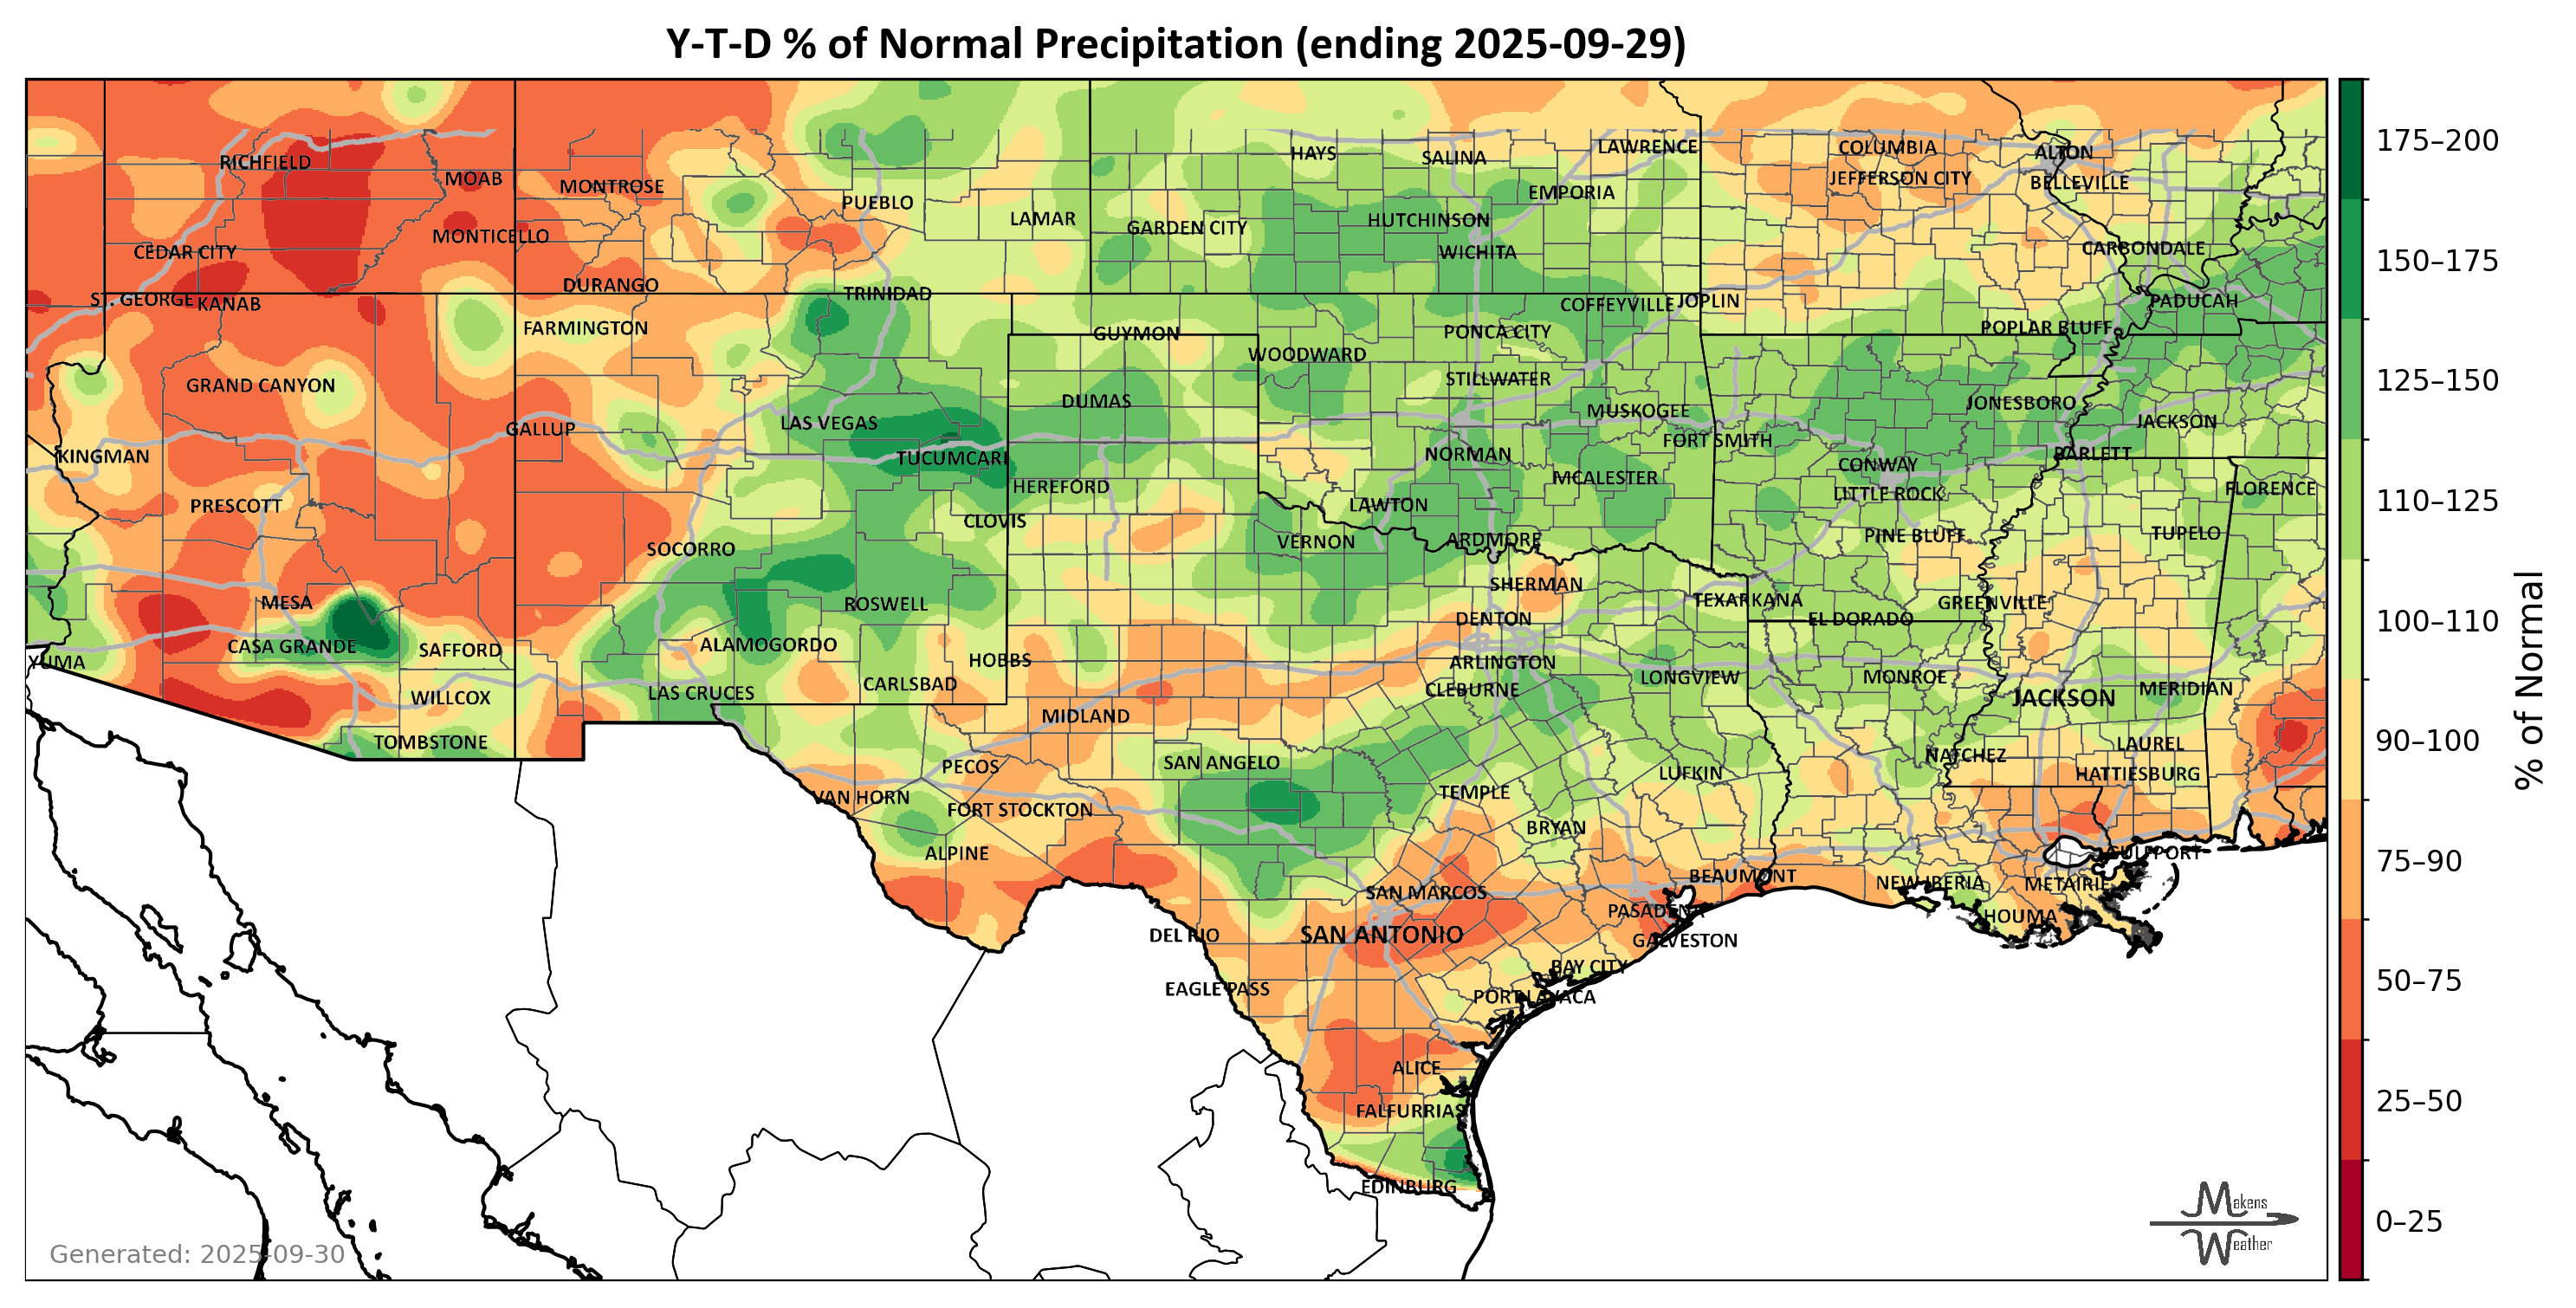 Y-T-D % of Normal Precipitation (ending 2025-09-29)
RICHFIELD
MOAB
MONTROSE
PUEBLO
LAMAR
HAYS
SALINA
LAWRENCE
COLUMBIA
ALTON
JEFFERSON CITY
BELLEVILLE
EMPORIA
GARDEN CITY
HUTCHINSON
MONTICELLO
CEDAR CITY
WICHITA
CARBONDALE
DURANGO
TRINIDAD
ST. GEORGE
KANAB
COFFEYVILLE
JOPLIN
PADUCAH
FARMINGTON
GUYMON
PONCA CITY
POPLAR BLUFF
WOODWARD
GRAND CANYON
STILLWATER
DUMAS
JONESBORO
LAS VEGAS
MUSKOGEE
JACKSON
GALLUP
FORT SMITH
KINGMAN
TUCUMCARI
NORMAN
BARLETT
CONWAY
MCALESTER
HEREFORD
LITTLE ROCK
FLORENCE
PRESCOTT
LAWTON
CLOVIS
TUPELO
PINE BLUFF
SOCORRO
VERNON
ARDMORE
SHERMAN
MESA
ROSWELL
TEXARKANA
GREENVILLE
DENTON
EL DORADO
CASA GRANDE
SAFFORD
ALAMOGORDO
HOBBS
ARLINGTON
YUMA
LONGVIEW
MONROE
CARLSBAD
CLEBURNE
MERIDIAN
WILLCOX
LAS CRUCES
JACKSON
MIDLAND
TOMBSTONE
LAUREL
NATCHEZ
PECOS
SAN ANGELO
LUFKIN
HATTIESBURG
VAN HORN
TEMPLE
FORT STOCKTON
BRYAN
ALPINE
GULFPORT
BEAUMONT
NEW IBERIA
METAIRIE
SAN MARCOS
PASADENA
HOUMA
DEL RIO
SAN ANTONIO
GALVESTON
BAY CITY
EAGLE PASS
PORT LAVACA
ALICE
FALFURRIAS
EDINBURG
Generated: 2025-09-30
Makens
Weather
175–200
150–175
125–150
110–125
100–110
90–100
75–90
50–75
25–50
0–25
% of Normal